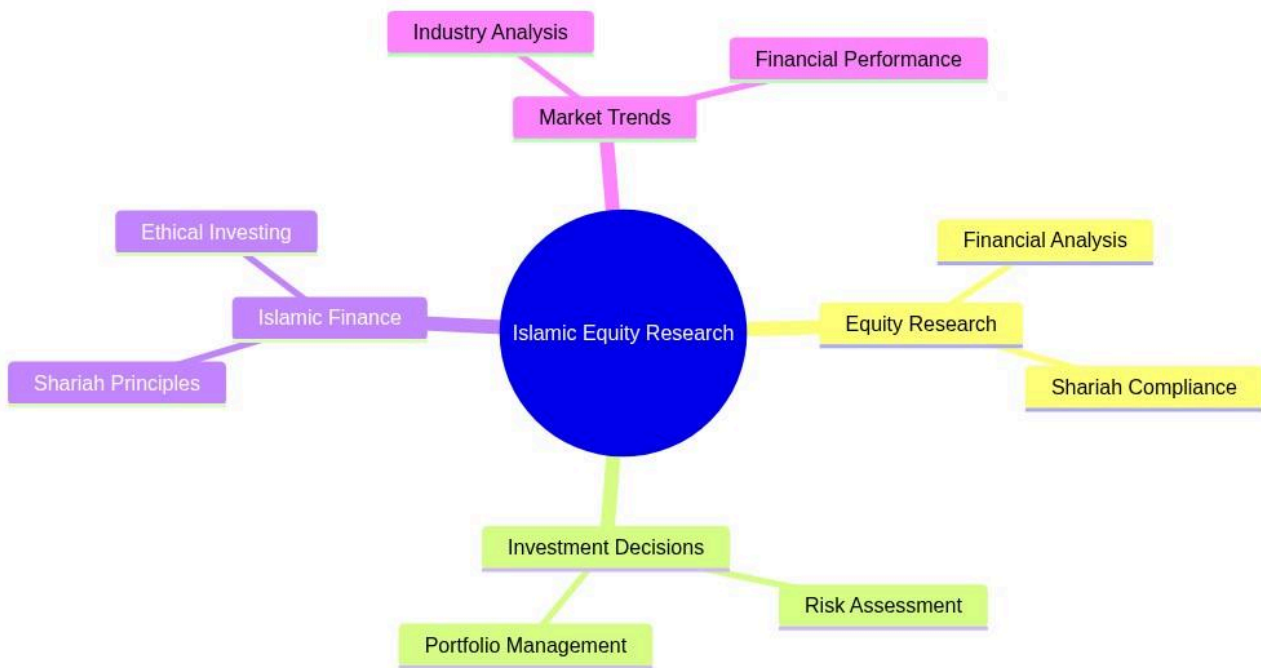 Industry Analysis
Financial Performance
Market Trends
Ethical Investing
Financial Analysis
Islamic Finance
Islamic Equity Research
Equity Research
Shariah Principles
Shariah Compliance
Investment Decisions
Risk Assessment
Portfolio Management